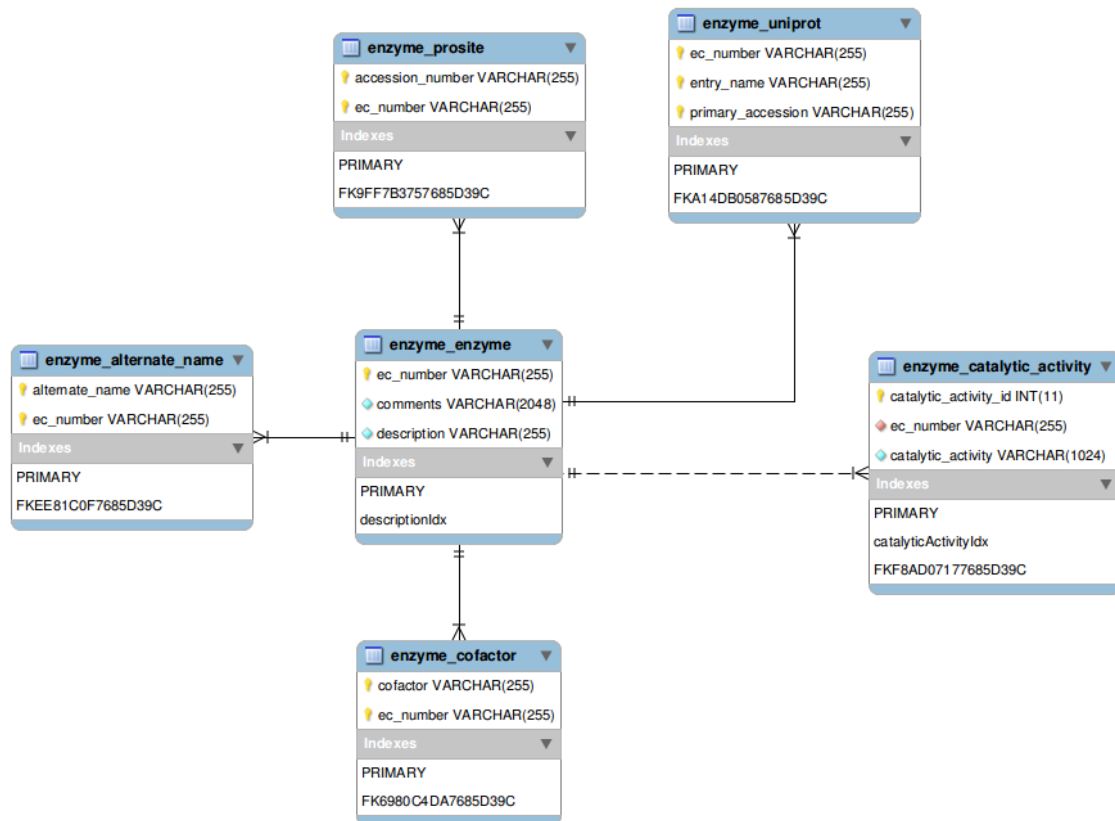 enzyme_prosite
accession_number VARCHAR(255)
ec_number VARCHAR(255)
Indexes
PRIMARY
FK9FF7B3757685D39C
enzyme_uniprot
ec_number VARCHAR(255)
entry_name VARCHAR(255)
primary_accession VARCHAR(255)
Indexes
PRIMARY
FKA14DB0587685D39C
enzyme_alternate_name
alternate_name VARCHAR(255)
ec_number VARCHAR(255)
Indexes
PRIMARY
FKEE81C0F7685D39C
enzyme_enzyme
ec_number VARCHAR(255)
comments VARCHAR(2048)
description VARCHAR(255)
Indexes
PRIMARY
descriptionIdx
enzyme_catalytic_activity
catalytic_activity_id INT(11)
ec_number VARCHAR(255)
catalytic_activity VARCHAR(1024)
Indexes
PRIMARY
catalyticActivityIdx
FKF8AD07177685D39C
enzyme_cofactor
cofactor VARCHAR(255)
ec_number VARCHAR(255)
Indexes
PRIMARY
FK6980C4DA7685D39C